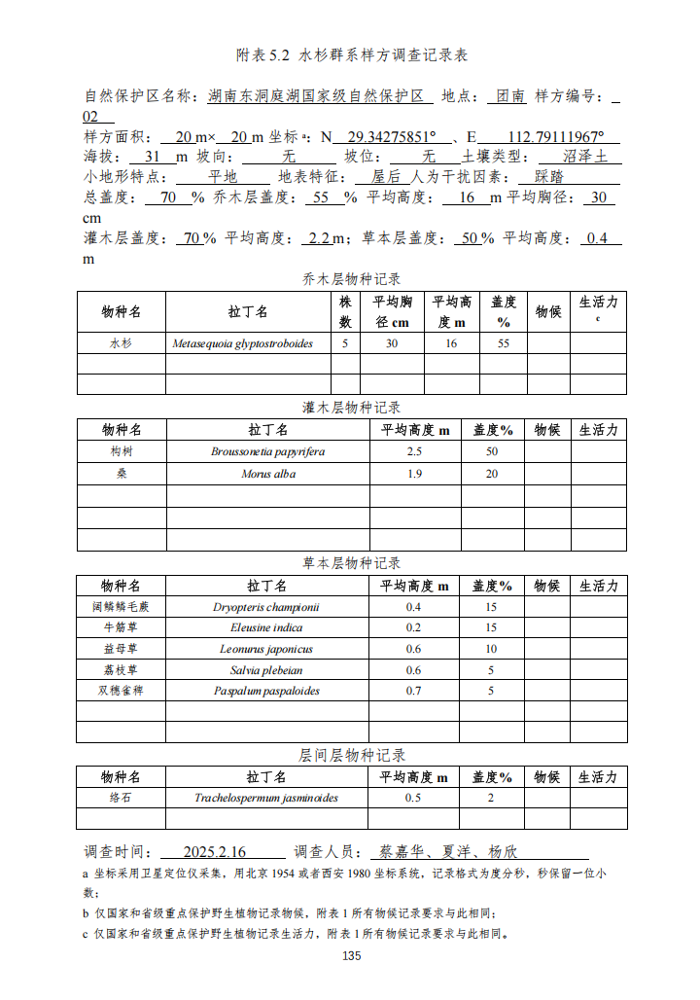 附表 5.2 水杉群系样方调查记录表
自然保护区名称：湖南东洞庭湖国家级自然保护区 地点： 团南 样方编号：
02
样方面积： 20 m× 20 m 坐标 a：N 29.34275851° 、E 112.79111967°
海拔： 31 m 坡向： 无 坡位： 无 土壤类型： 沼泽土
小地形特点： 平地 地表特征： 屋后 人为干扰因素： 踩踏
总盖度： 70 % 乔木层盖度： 55 % 平均高度： 16 m 平均胸径： 30
cm
灌木层盖度： 70 % 平均高度： 2.2 m；草本层盖度： 50 % 平均高度： 0.4
m
乔木层物种记录
物种名 拉丁名 株数 平均胸径 cm 平均高度 m 盖度% 物候 生活力 c
水杉 Metasequoia glyptostroboides 5 30 16 55
灌木层物种记录
物种名 拉丁名 平均高度 m 盖度% 物候 生活力
构树 Broussonetia papyrifera 2.5 50
桑 Morus alba 1.9 20
草本层物种记录
物种名 拉丁名 平均高度 m 盖度% 物候 生活力
阔鳞鳞毛蕨 Dryopteris championii 0.4 15
牛筋草 Eleusine indica 0.2 15
益母草 Leonurus japonicus 0.6 10
荔枝草 Salvia plebeian 0.6 5
双穗雀稗 Paspalum paspaloides 0.7 5
层间层物种记录
物种名 拉丁名 平均高度 m 盖度% 物候 生活力
络石 Trachelospermum jasminoides 0.5 2
调查时间： 2025.2.16 调查人员： 蔡嘉华、夏洋、杨欣
a 坐标采用卫星定位仪采集，用北京 1954 或者西安 1980 坐标系统，记录格式为度分秒，秒保留一位小
数；
b 仅国家和省级重点保护野生植物记录物候，附表 1 所有物候记录要求与此相同；
c 仅国家和省级重点保护野生植物记录生活力，附表 1 所有物候记录要求与此相同。
135